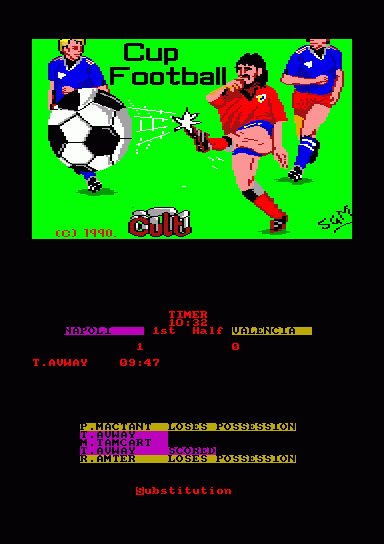 Cup
Football
(C) 1990.
Cult
TIMER
10:32
NAPOLI 1st Half VALENCIA
1 0
T.AVWAY 09:47
P.MACTANT LOSES POSSESSION
T.AVWAY
M.TAMCART
T.AVWAY SCORED
R.AMTER LOSES POSSESSION
Substitution